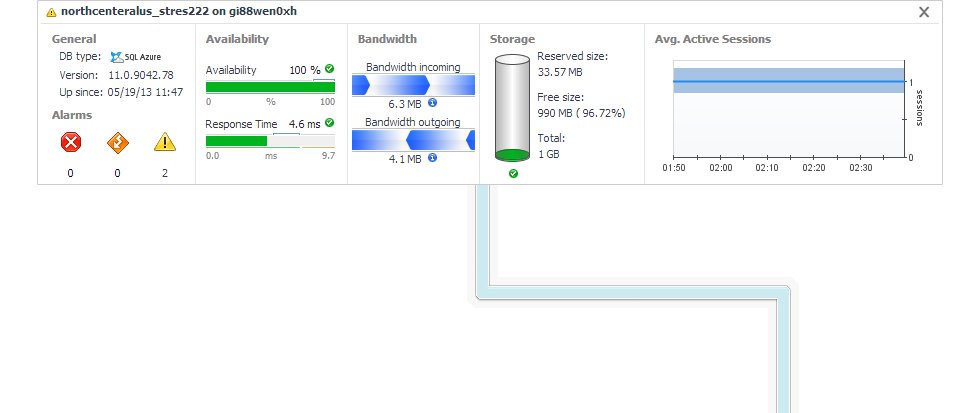 northcenteralus_stres222 on gi88wen0xh
General
DB type: SQL Azure
Version: 11.0.9042.78
Up since: 05/19/13 11:47
Alarms
0 0 2
Availability
Availability 100 %
0 % 100
Response Time 4.6 ms
0.0 ms 9.7
Bandwidth
Bandwidth incoming
6.3 MB
Bandwidth outgoing
4.1 MB
Storage
Reserved size:
33.57 MB
Free size:
990 MB ( 96.72%)
Total:
1 GB
Avg. Active Sessions
1
sessions
0
01:50 02:00 02:10 02:20 02:30